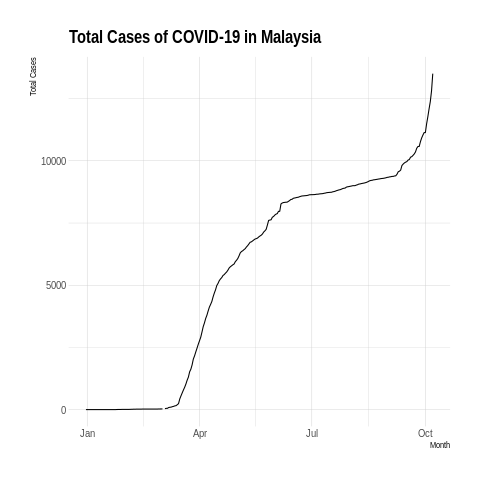 Total Cases of COVID-19 in Malaysia
Total Cases
10000
5000
0
Jan Apr Jul Oct
Month